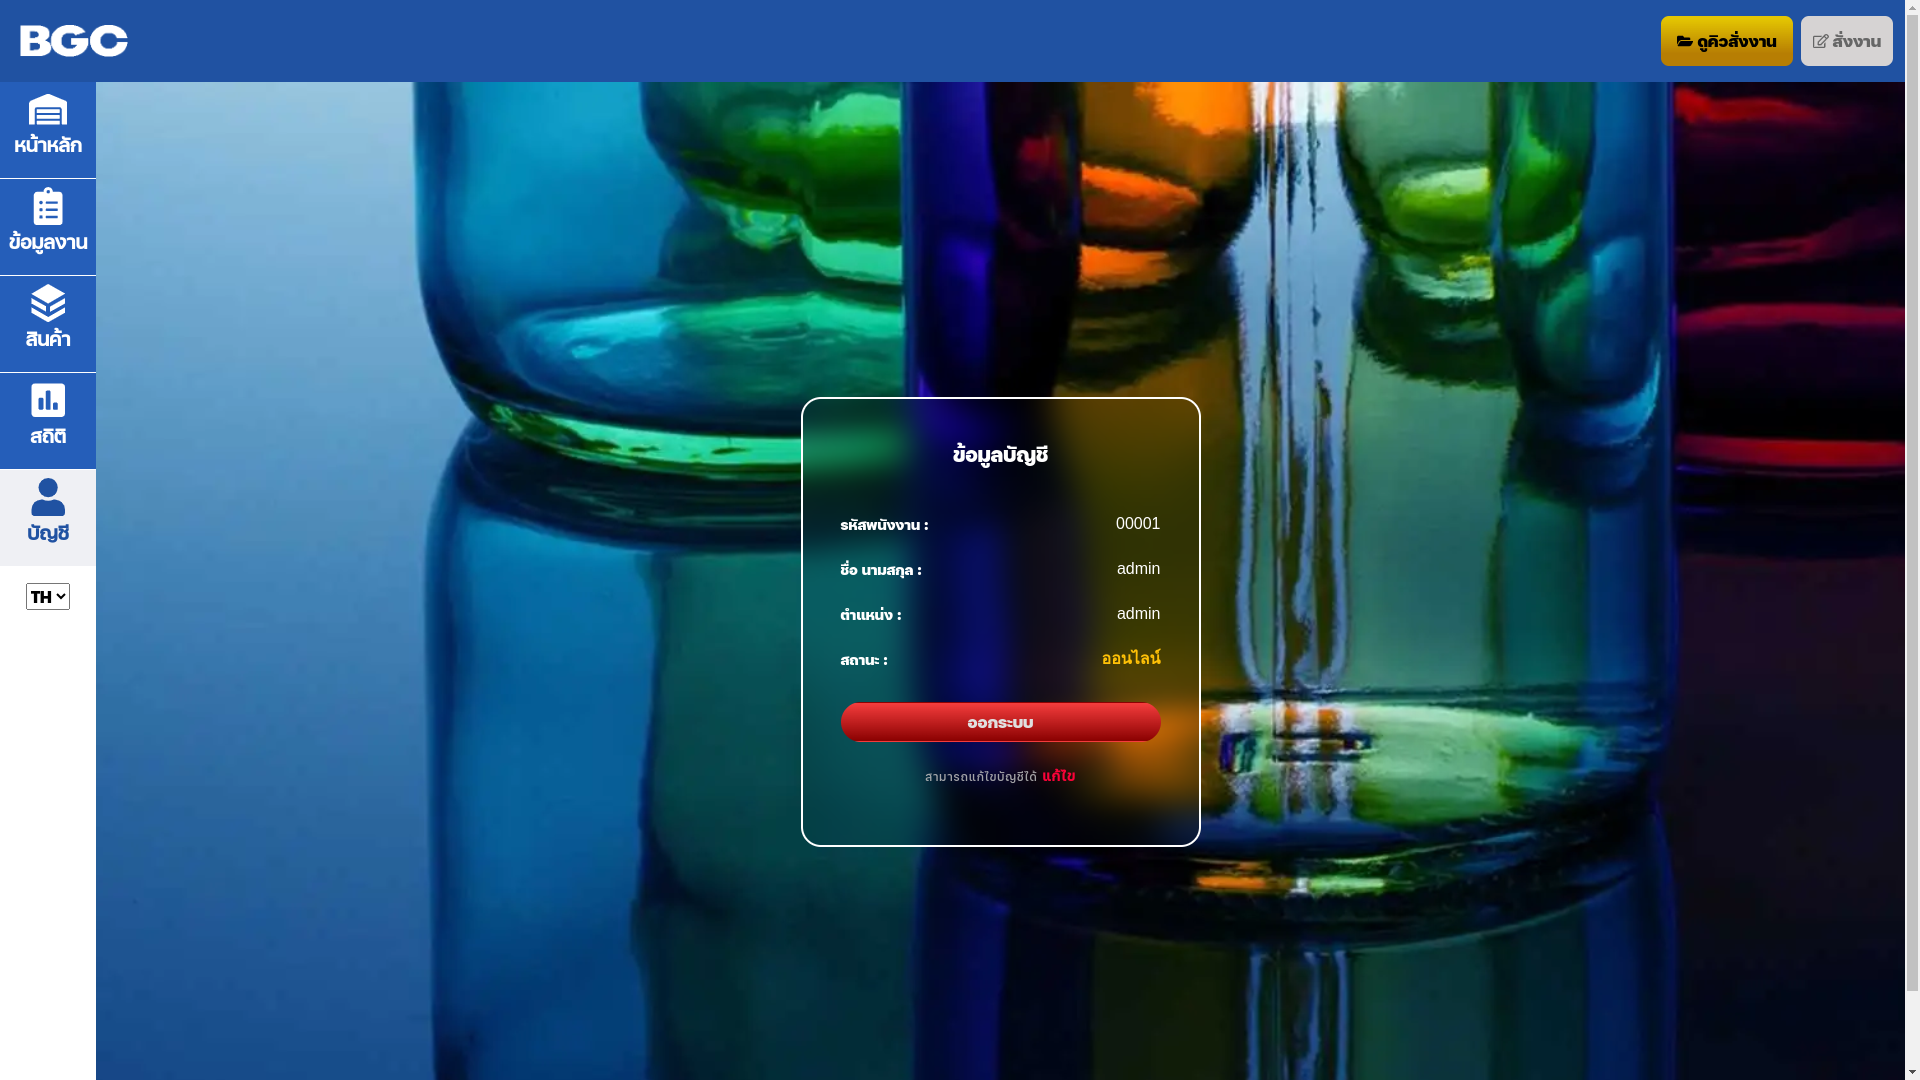 BGC
ดูคิวสั่งงาน
สั่งงาน
หน้าหลัก
ข้อมูลงาน
สินค้า
สถิติ
บัญชี
TH
ข้อมูลบัญชี
รหัสพนังงาน : 00001
ชื่อ นามสกุล : admin
ตำแหน่ง : admin
สถานะ : ออนไลน์
ออกระบบ
สามารถแก้ไขบัญชีได้ แก้ไข